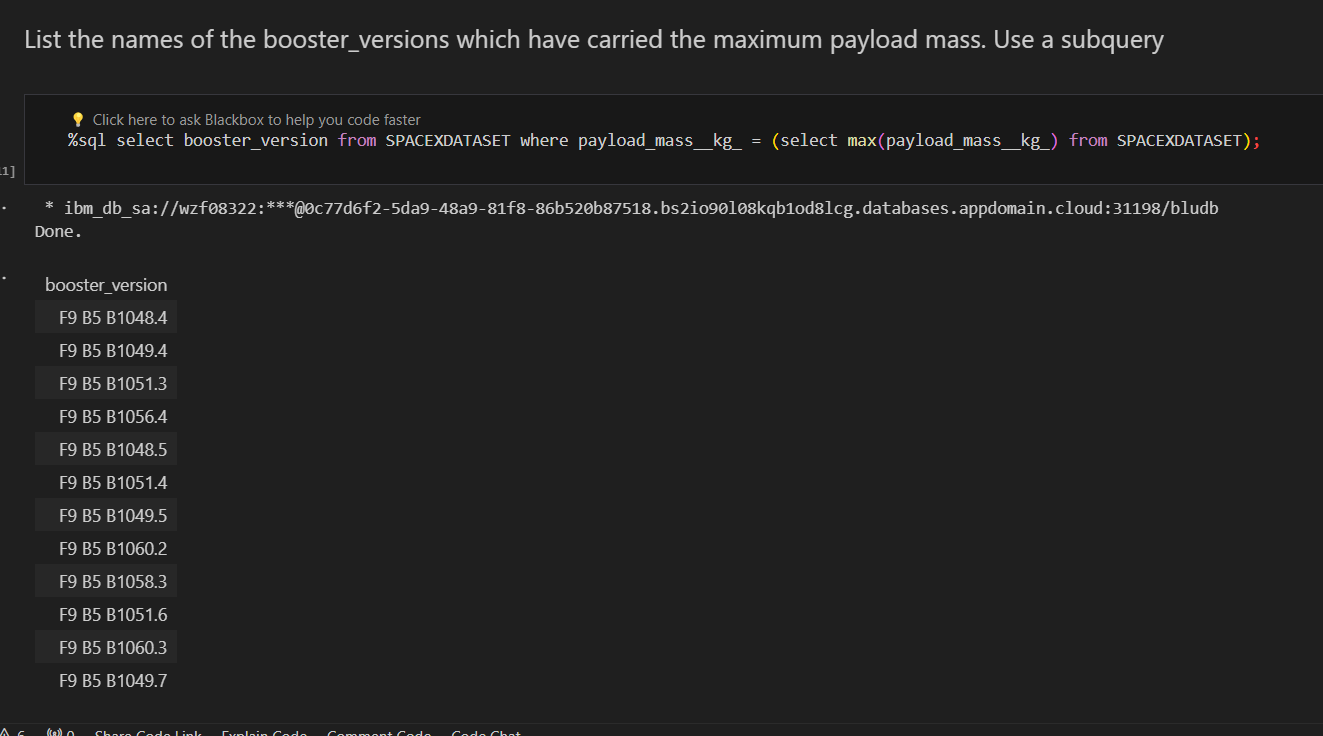 List the names of the booster_versions which have carried the maximum payload mass. Use a subquery
💡 Click here to ask Blackbox to help you code faster
%sql select booster_version from SPACEXDATASET where payload_mass__kg_ = (select max(payload_mass__kg_) from SPACEXDATASET);
1]
* ibm_db_sa://wzf08322:***@0c77d6f2-5da9-48a9-81f8-86b520b87518.bs2io90l08kqb1od8lcg.databases.appdomain.cloud:31198/bludb
Done.
booster_version
F9 B5 B1048.4
F9 B5 B1049.4
F9 B5 B1051.3
F9 B5 B1056.4
F9 B5 B1048.5
F9 B5 B1051.4
F9 B5 B1049.5
F9 B5 B1060.2
F9 B5 B1058.3
F9 B5 B1051.6
F9 B5 B1060.3
F9 B5 B1049.7
6 0 Share Code Link Explain Code Comment Code Code Chat